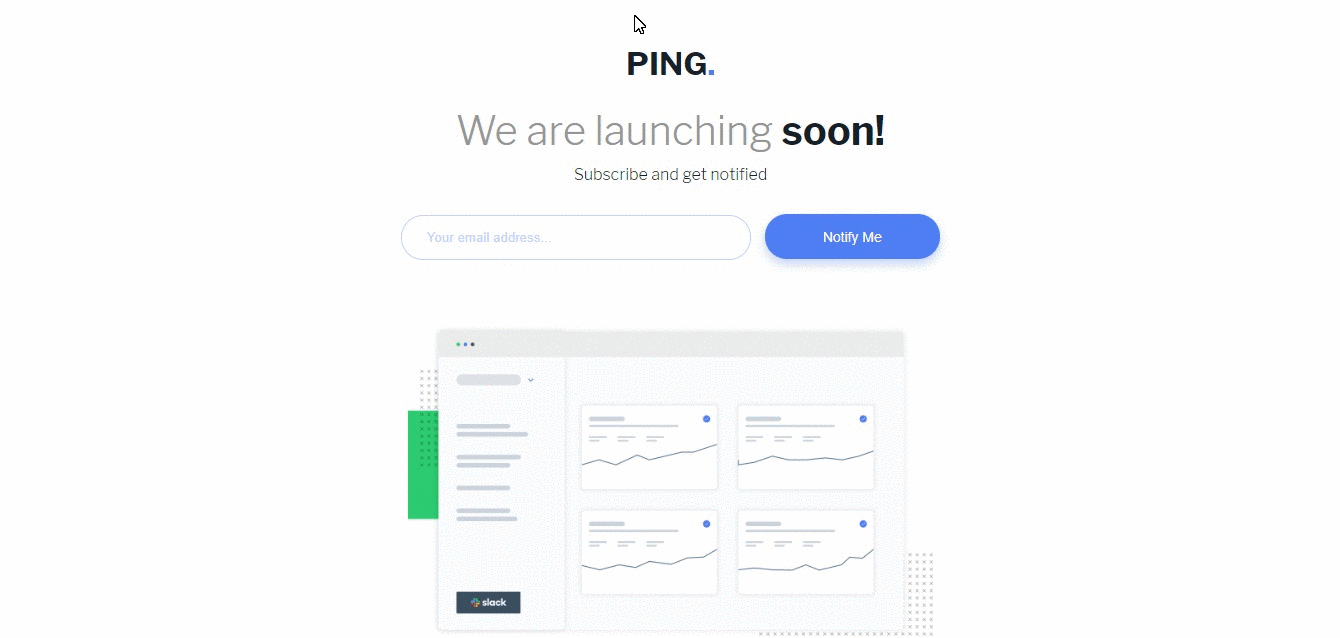 PING.
We are launching soon!
Subscribe and get notified
Your email address...
Notify Me
slack